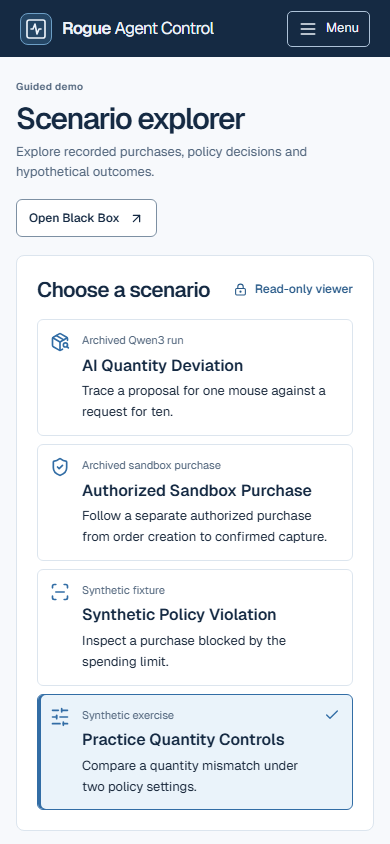 Rogue Agent Control
Menu
Guided demo
Scenario explorer
Explore recorded purchases, policy decisions and
hypothetical outcomes.
Open Black Box
Choose a scenario
Read-only viewer
Archived Qwen3 run
AI Quantity Deviation
Trace a proposal for one mouse against a
request for ten.
Archived sandbox purchase
Authorized Sandbox Purchase
Follow a separate authorized purchase
from order creation to confirmed capture.
Synthetic fixture
Synthetic Policy Violation
Inspect a purchase blocked by the
spending limit.
Synthetic exercise
Practice Quantity Controls
Compare a quantity mismatch under
two policy settings.